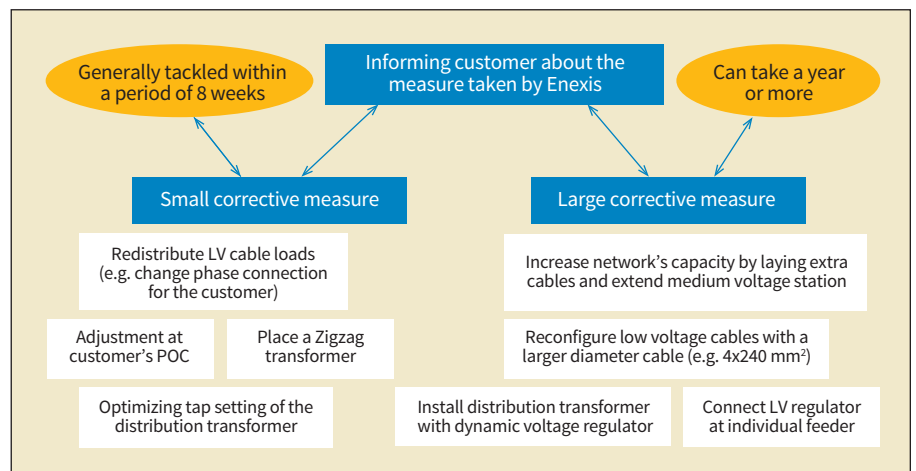 Generally tackled within
a period of 8 weeks
Informing customer about the
measure taken by Enexis
Can take a year
or more
Small corrective measure
Large corrective measure
Redistribute LV cable loads
(e.g. change phase connection
for the customer)
Increase network's capacity by laying extra
cables and extend medium voltage station
Adjustment at
customer's POC
Place a Zigzag
transformer
Reconfigure low voltage cables with a
larger diameter cable (e.g. 4x240 mm²)
Optimizing tap setting of the
distribution transformer
Install distribution transformer
with dynamic voltage regulator
Connect LV regulator
at individual feeder